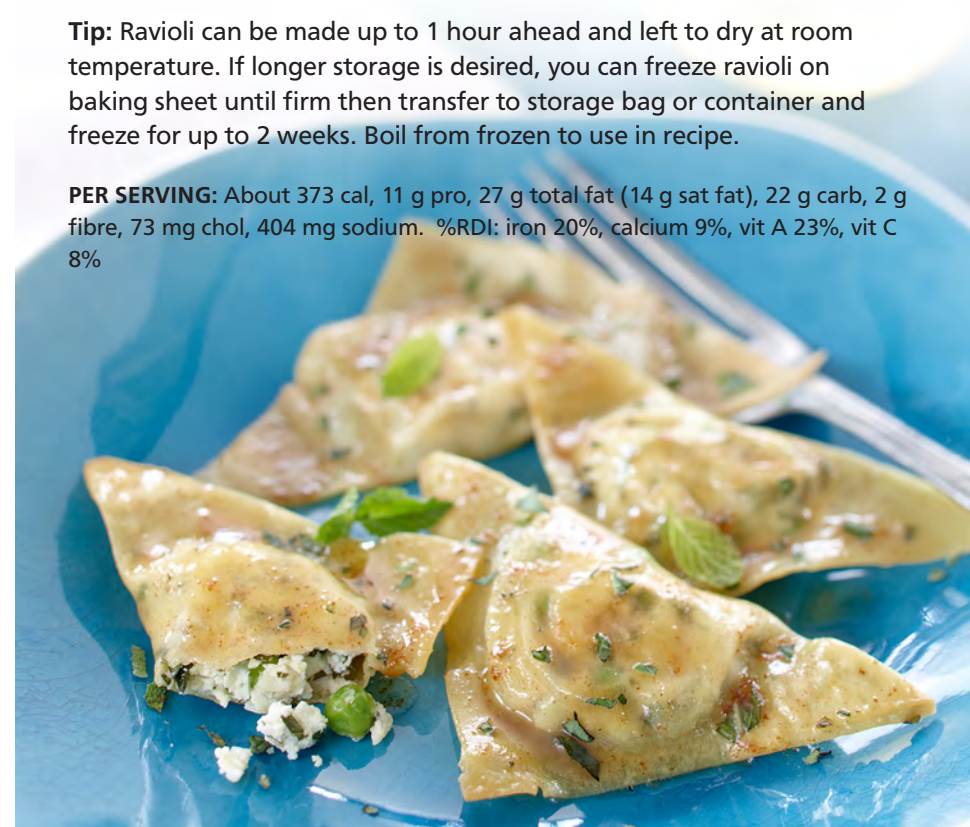 Tip: Ravioli can be made up to 1 hour ahead and left to dry at room
temperature. If longer storage is desired, you can freeze ravioli on
baking sheet until firm then transfer to storage bag or container and
freeze for up to 2 weeks. Boil from frozen to use in recipe.
PER SERVING: About 373 cal, 11 g pro, 27 g total fat (14 g sat fat), 22 g carb, 2 g
fibre, 73 mg chol, 404 mg sodium.  %RDI: iron 20%, calcium 9%, vit A 23%, vit C
8%